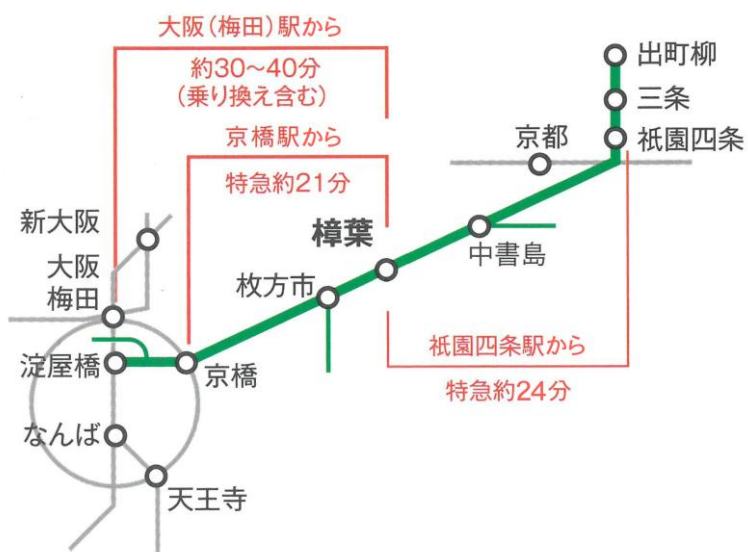 大阪(梅田)駅から
約30〜40分
(乗り換え含む)
京橋駅から
特急約21分
出町柳
三条
祇園四条
京都
新大阪
大阪
梅田
樟葉
中書島
枚方市
祇園四条駅から
特急約24分
淀屋橋
京橋
なんば
天王寺